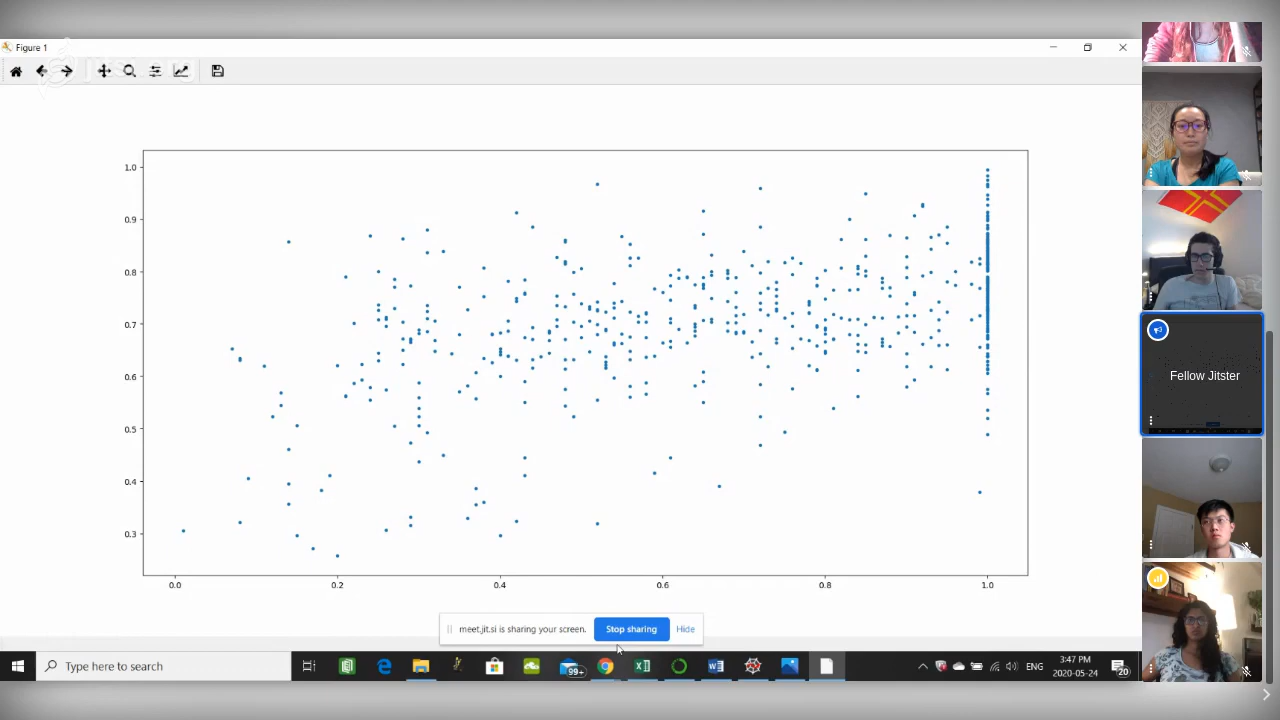 Figure 1
1.0
0.9
0.8
0.7
0.6
0.5
0.4
0.3
0.0 0.2 0.4 0.6 0.8 1.0
meet.jit.si is sharing your screen. Stop sharing Hide
Type here to search
99+
ENG
3:47 PM
2020-05-24
20
Fellow Jitster